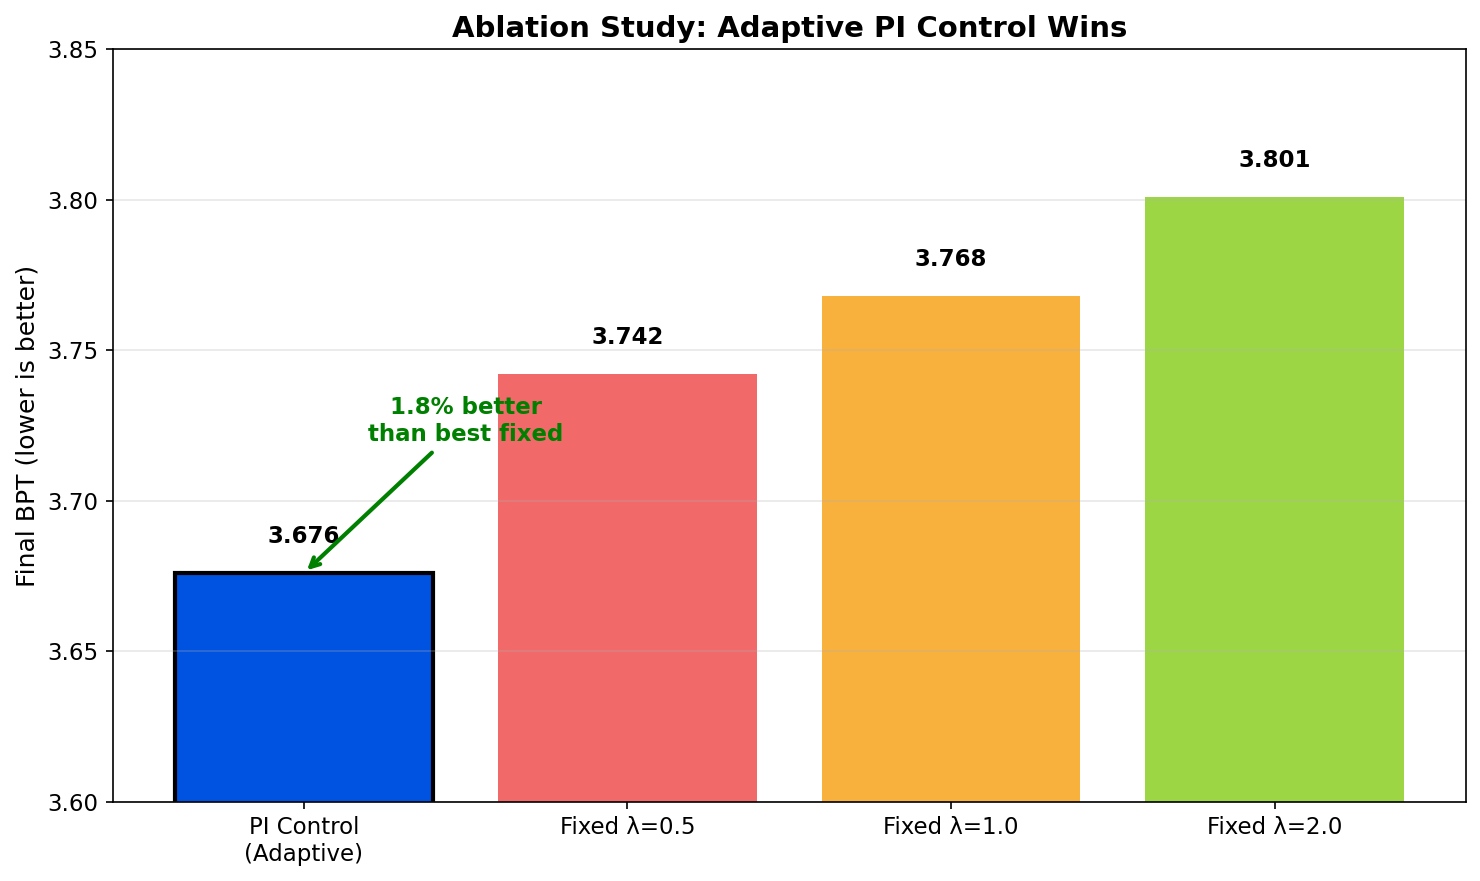 Ablation Study: Adaptive PI Control Wins
Final BPT (lower is better)
3.85
3.80
3.75
3.70
3.65
3.60
3.676
3.742
3.768
3.801
1.8% better
than best fixed
PI Control
(Adaptive)
Fixed λ=0.5
Fixed λ=1.0
Fixed λ=2.0